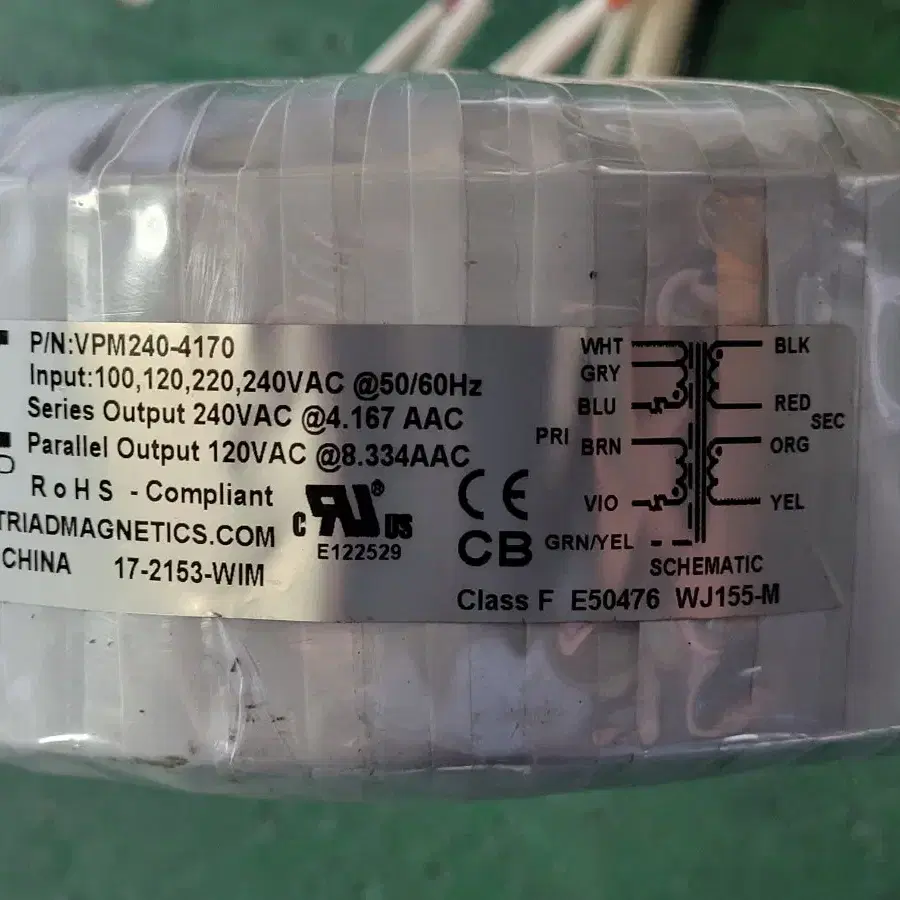 P/N:VPM240-4170
Input:100,120,220,240VAC @50/60Hz
Series Output 240VAC @4.167 AAC
Parallel Output 120VAC @8.334AAC
RoHS - Compliant
TRIADMAGNETICS.COM
CHINA 17-2153-WIM
C RU ® US
E122529
CE
CB
PRI
WHT
GRY
BLU
BRN
VIO
GRN/YEL
BLK
RED
SEC
ORG
YEL
SCHEMATIC
Class F E50476 WJ155-M